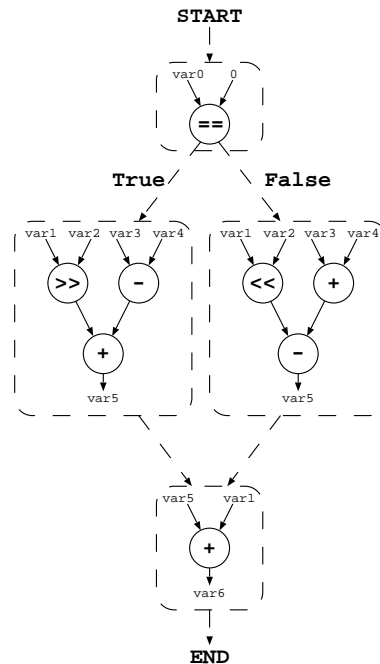 START
var0 0
==
True False
var1 var2 var3 var4 var1 var2 var3 var4
>> - << +
+ -
var5 var5
var5 var1
+
var6
END